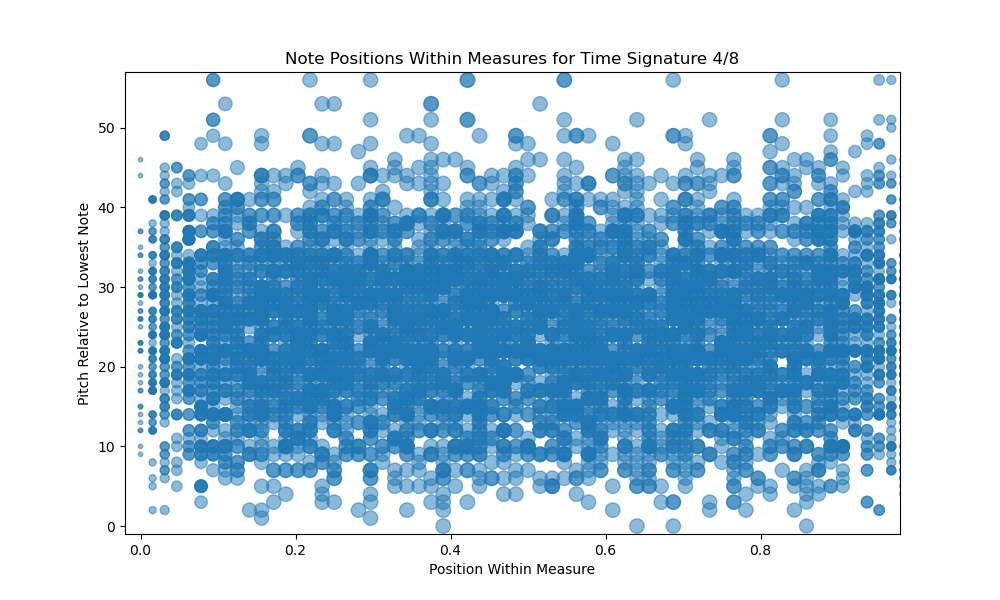 Note Positions Within Measures for Time Signature 4/8
Pitch Relative to Lowest Note
50
40
30
20
10
0
0.0 0.2 0.4 0.6 0.8
Position Within Measure